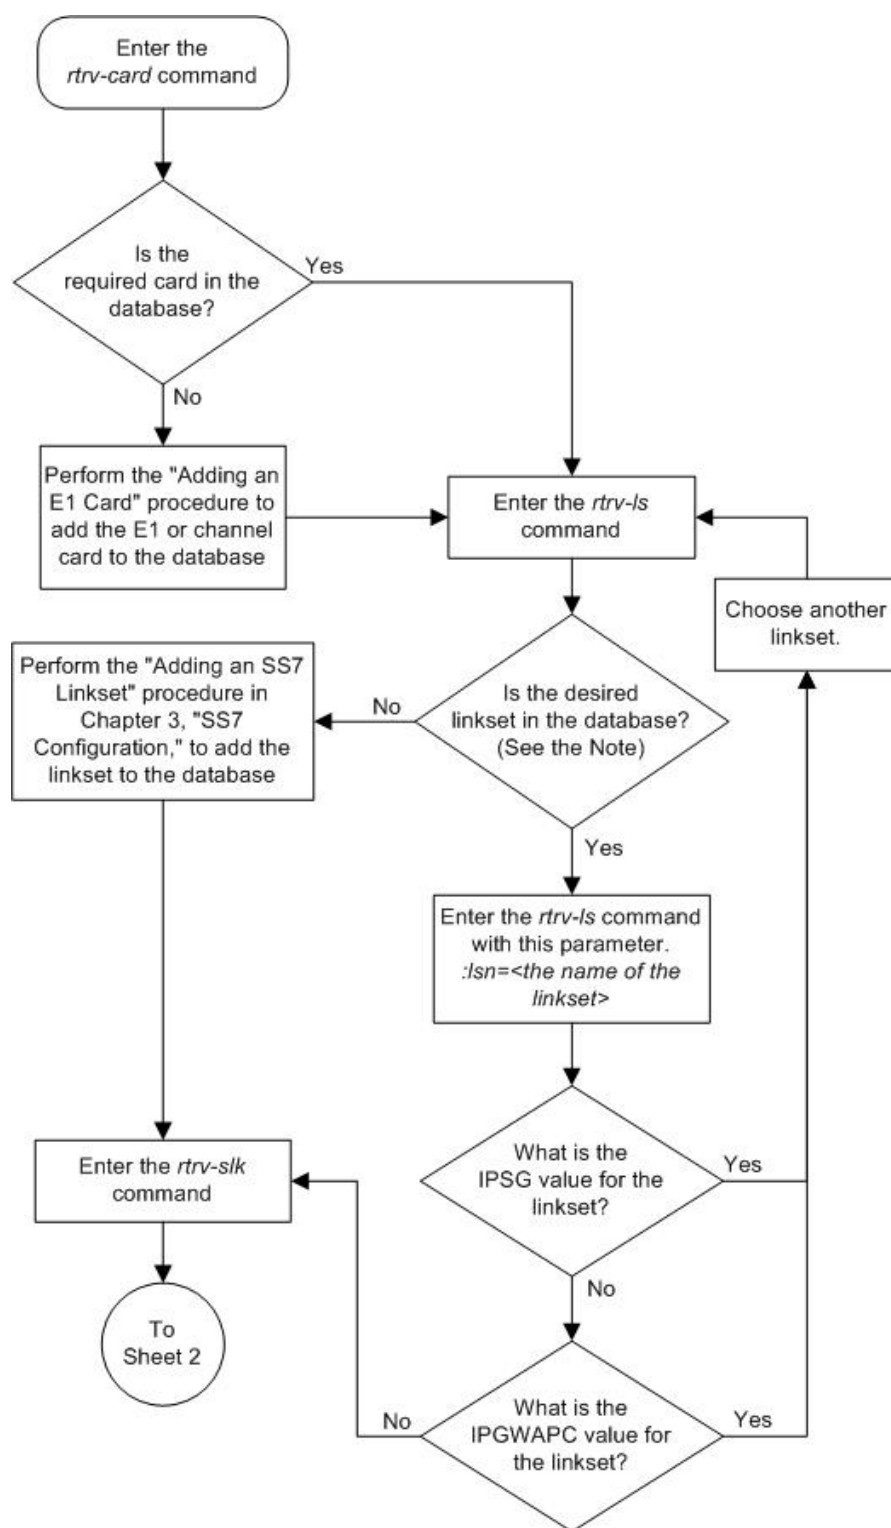 Enter the
rtrv-card command
Is the
required card in the
database?
Yes
No
Perform the "Adding an
E1 Card" procedure to
add the E1 or channel
card to the database
Enter the rtrv-ls
command
Choose another
linkset.
Perform the "Adding an SS7
Linkset" procedure in
Chapter 3, "SS7
Configuration," to add the
linkset to the database
No
Is the desired
linkset in the database?
(See the Note)
Yes
Enter the rtrv-ls command
with this parameter.
:lsn=<the name of the
linkset>
What is the
IPSG value for the
linkset?
Yes
No
Enter the rtrv-slk
command
To
Sheet 2
No
What is the
IPGWAPC value for
the linkset?
Yes